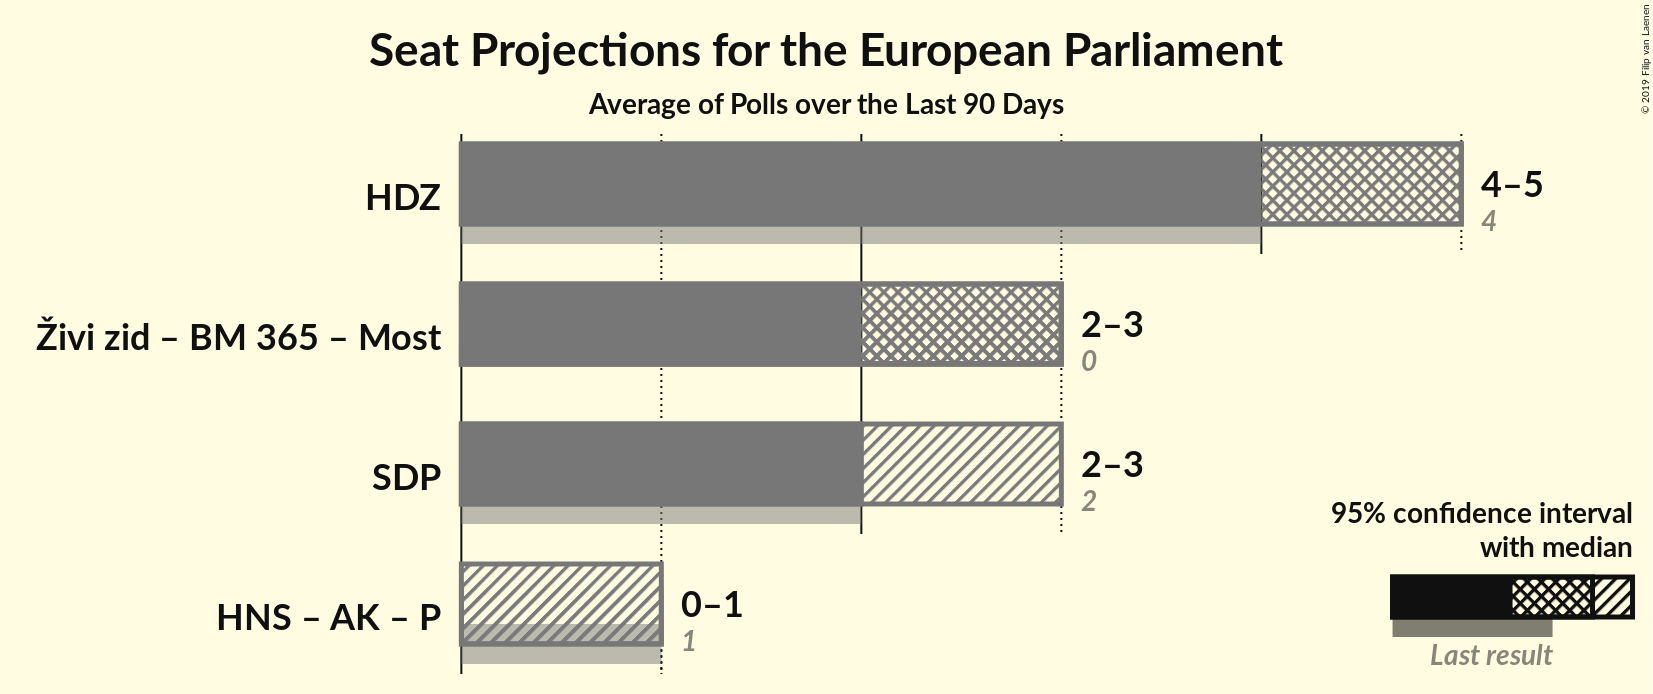 Seat Projections for the European Parliament
Average of Polls over the Last 90 Days
© 2019 Filip van Laenen
HDZ
4–5
4
Živi zid – BM 365 – Most
2–3
0
SDP
2–3
2
HNS – AK – P
0–1
1
95% confidence interval
with median
Last result